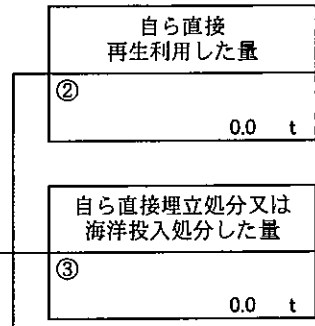 自ら直接
再生利用した量
②
0.0 t
自ら直接埋立処分又は
海洋投入処分した量
③
0.0 t